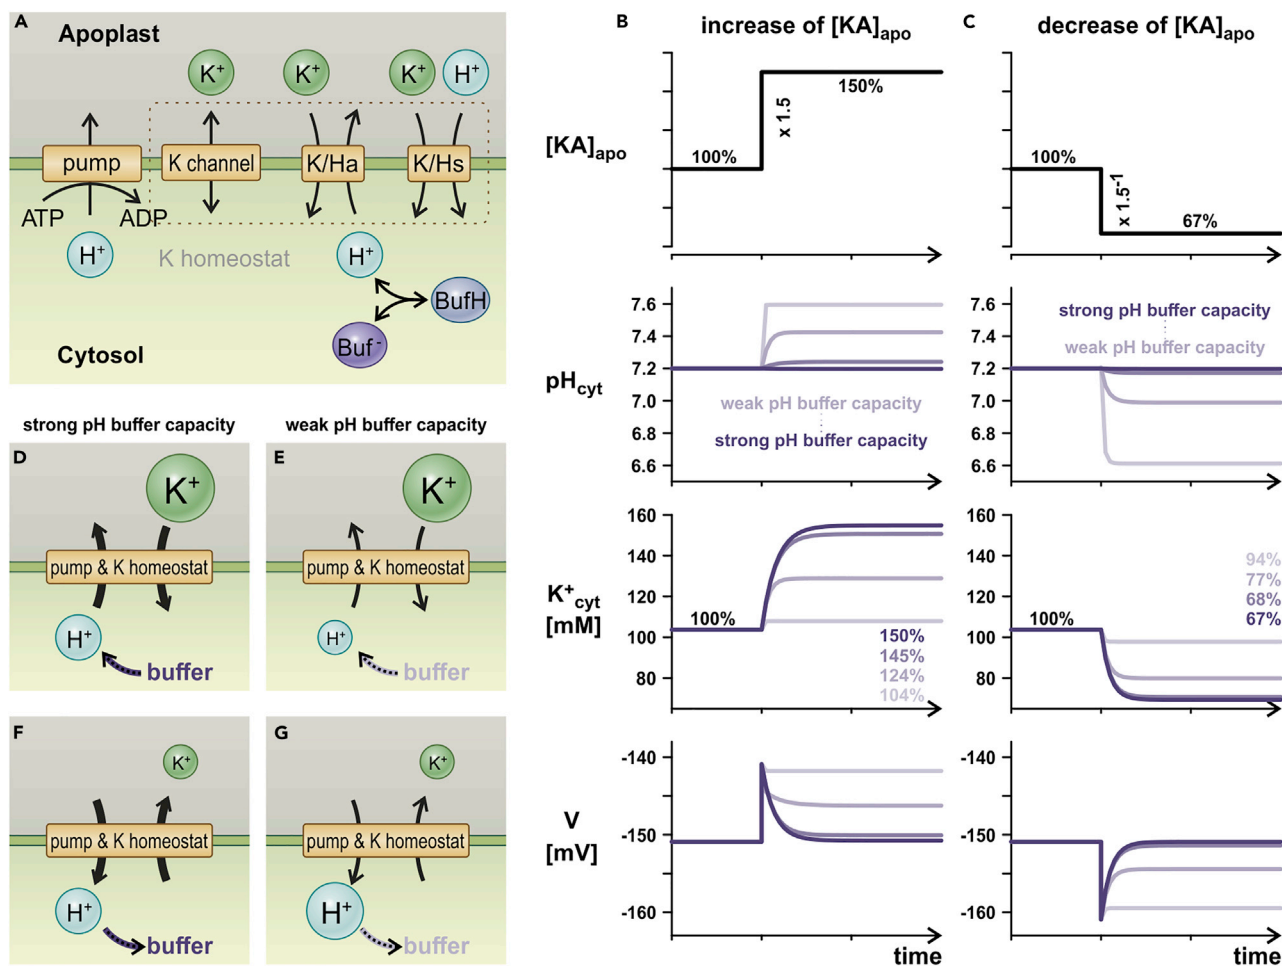 A
Apoplast
K+
K+
K+
H+
pump
K channel
K/Ha
K/Hs
ATP
ADP
H+
K homeostat
H+
BufH
Buf-
Cytosol
strong pH buffer capacity
weak pH buffer capacity
D
K+
pump & K homeostat
H+
buffer
E
K+
pump & K homeostat
H+
buffer
F
K+
pump & K homeostat
H+
buffer
G
K+
pump & K homeostat
H+
buffer
B
increase of [KA]apo
C
decrease of [KA]apo
[KA]apo
100%
x 1.5
150%
100%
x 1.5-1
67%
pHcyt
7.6
7.4
7.2
7.0
6.8
6.6
weak pH buffer capacity
strong pH buffer capacity
7.6
7.4
7.2
7.0
6.8
6.6
strong pH buffer capacity
weak pH buffer capacity
K+cyt
[mM]
160
140
120
100
80
100%
150%
145%
124%
104%
160
140
120
100
80
100%
94%
77%
68%
67%
V
[mV]
-140
-150
-160
time
-140
-150
-160
time